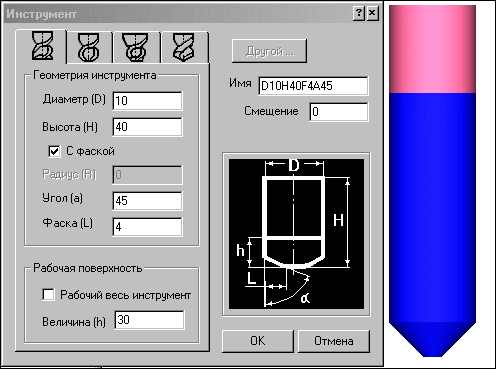 Инструмент
Другой ...
Геометрия инструмента
Диаметр (D) 10
Высота (H) 40
С фаской
Радиус (R) 0
Угол (a) 45
Фаска (L) 4
Имя D10H40F4A45
Смещение 0
D
H
h
L
α
Рабочая поверхность
Рабочий весь инструмент
Величина (h) 30
OK Отмена